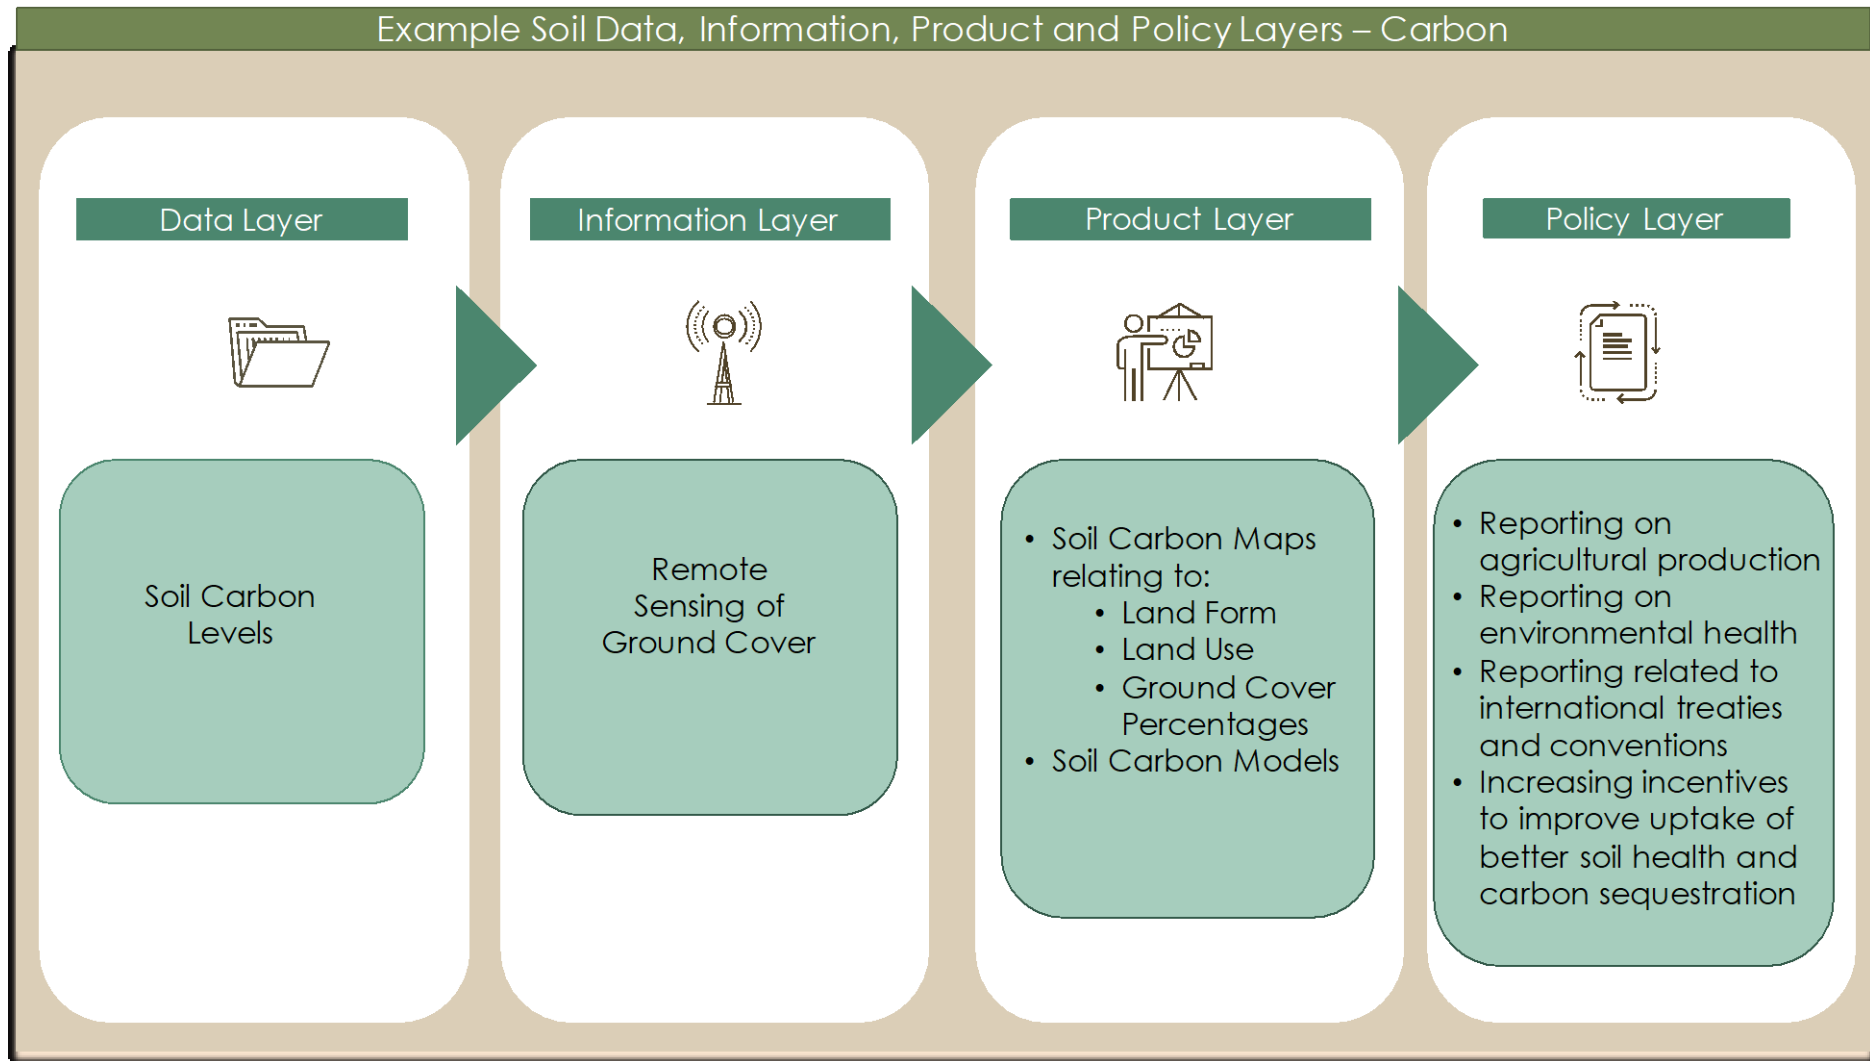 Example Soil Data, Information, Product and Policy Layers – Carbon
Data Layer
Soil Carbon
Levels
Information Layer
Remote
Sensing of
Ground Cover
Product Layer
• Soil Carbon Maps
relating to:
• Land Form
• Land Use
• Ground Cover
Percentages
• Soil Carbon Models
Policy Layer
• Reporting on
agricultural production
• Reporting on
environmental health
• Reporting related to
international treaties
and conventions
• Increasing incentives
to improve uptake of
better soil health and
carbon sequestration